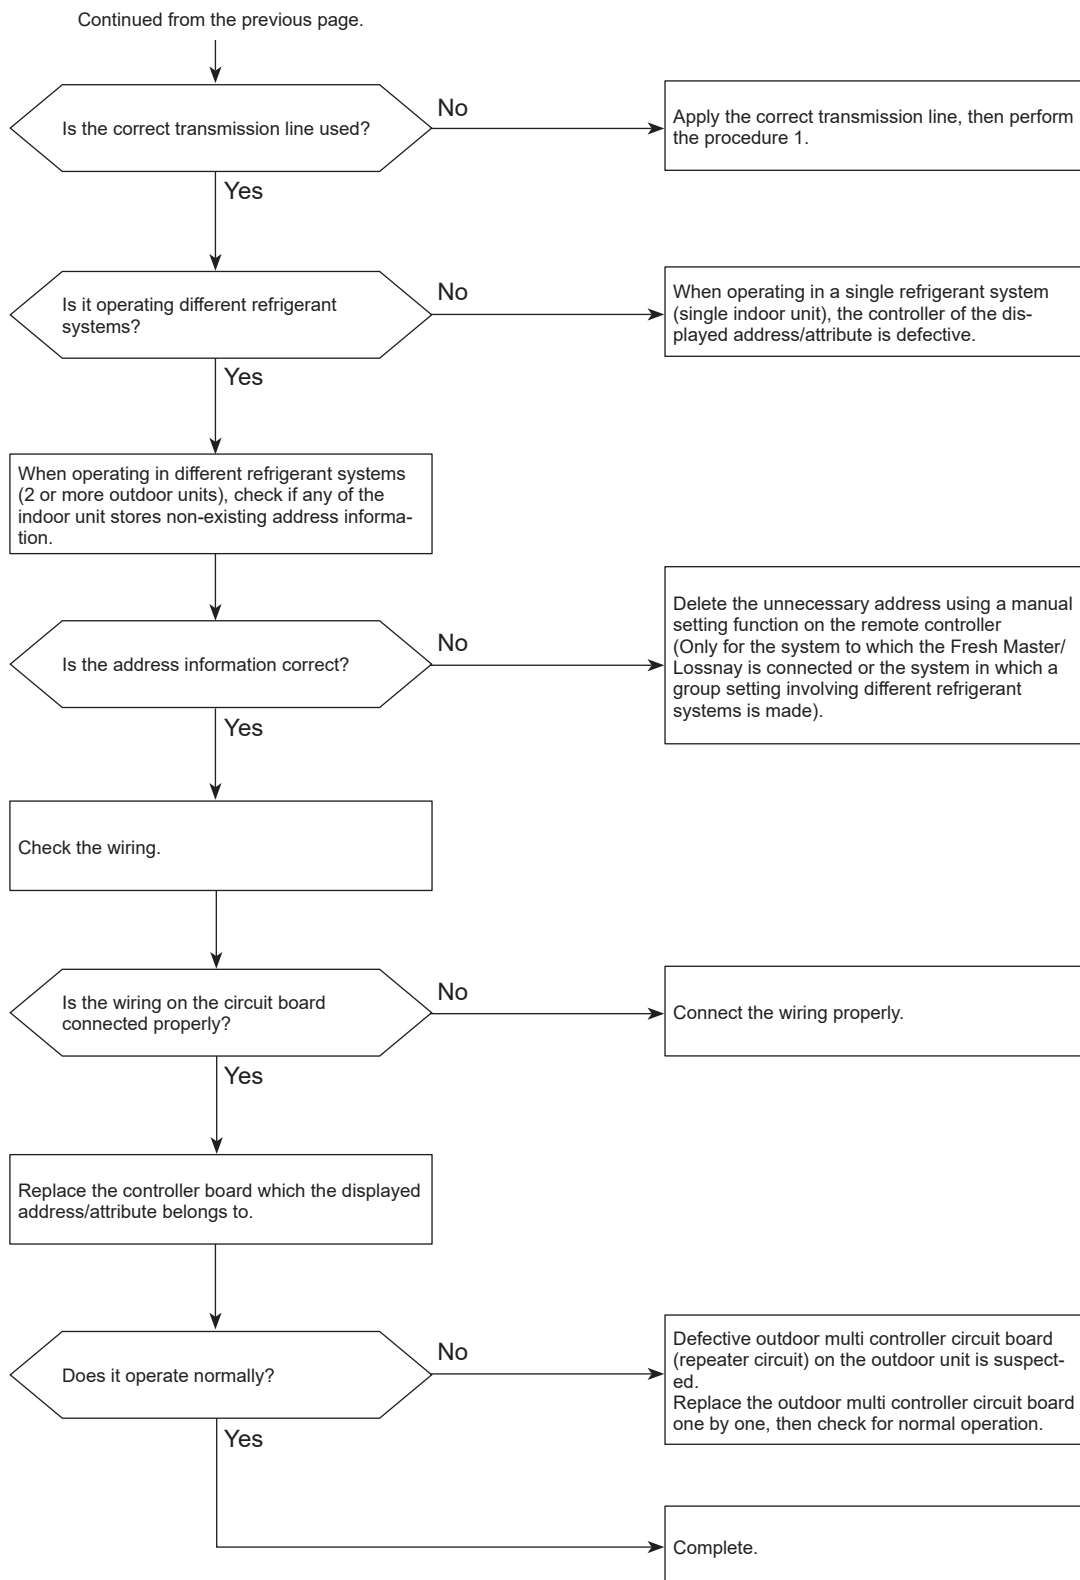 Continued from the previous page.
Is the correct transmission line used?
No
Apply the correct transmission line, then perform
the procedure 1.
Yes
Is it operating different refrigerant
systems?
No
When operating in a single refrigerant system
(single indoor unit), the controller of the dis-
played address/attribute is defective.
Yes
When operating in different refrigerant systems
(2 or more outdoor units), check if any of the
indoor unit stores non-existing address informa-
tion.
Is the address information correct?
No
Delete the unnecessary address using a manual
setting function on the remote controller
(Only for the system to which the Fresh Master/
Lossnay is connected or the system in which a
group setting involving different refrigerant
systems is made).
Yes
Check the wiring.
Is the wiring on the circuit board
connected properly?
No
Connect the wiring properly.
Yes
Replace the controller board which the displayed
address/attribute belongs to.
Does it operate normally?
No
Defective outdoor multi controller circuit board
(repeater circuit) on the outdoor unit is suspect-
ed.
Replace the outdoor multi controller circuit board
one by one, then check for normal operation.
Yes
Complete.